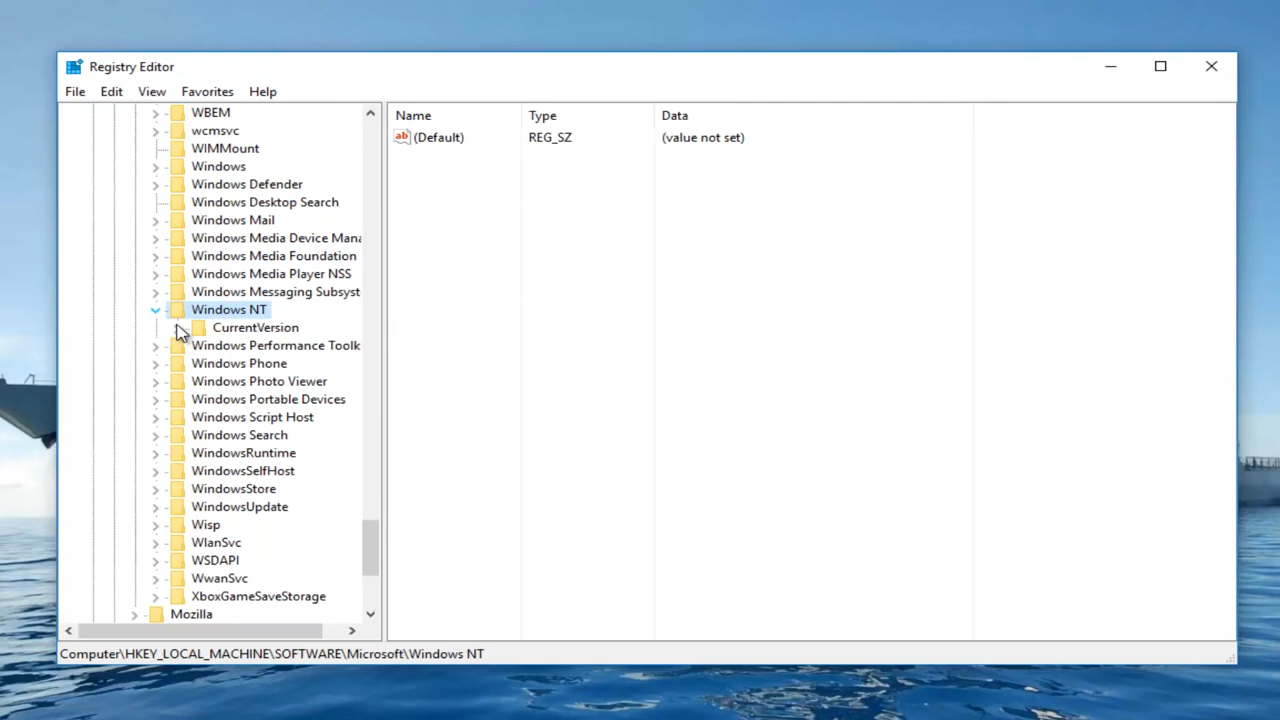 Registry Editor
File Edit View Favorites Help
WBEM
wcmsvc
WIMMount
Windows
Windows Defender
Windows Desktop Search
Windows Mail
Windows Media Device Mana
Windows Media Foundation
Windows Media Player NSS
Windows Messaging Subsyst
Windows NT
CurrentVersion
Windows Performance Toolk
Windows Phone
Windows Photo Viewer
Windows Portable Devices
Windows Script Host
Windows Search
WindowsRuntime
WindowsSelfHost
WindowsStore
WindowsUpdate
Wisp
WlanSvc
WSDAPI
WwanSvc
XboxGameSaveStorage
Mozilla
Name Type Data
ab (Default) REG_SZ (value not set)
Computer\HKEY_LOCAL_MACHINE\SOFTWARE\Microsoft\Windows NT